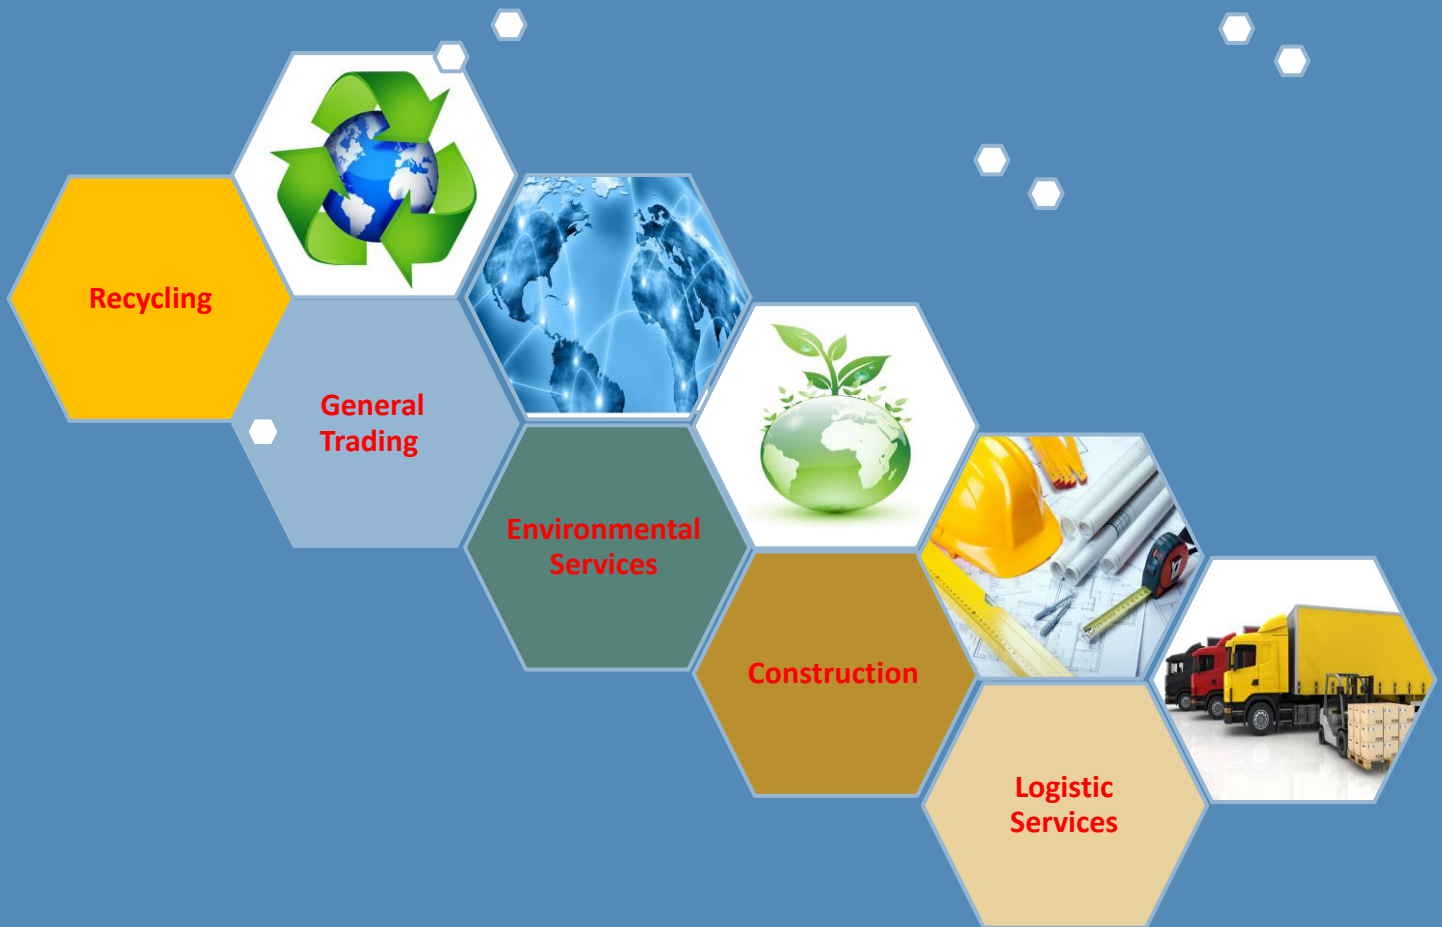 Recycling
General
Trading
Environmental
Services
Construction
Logistic
Services